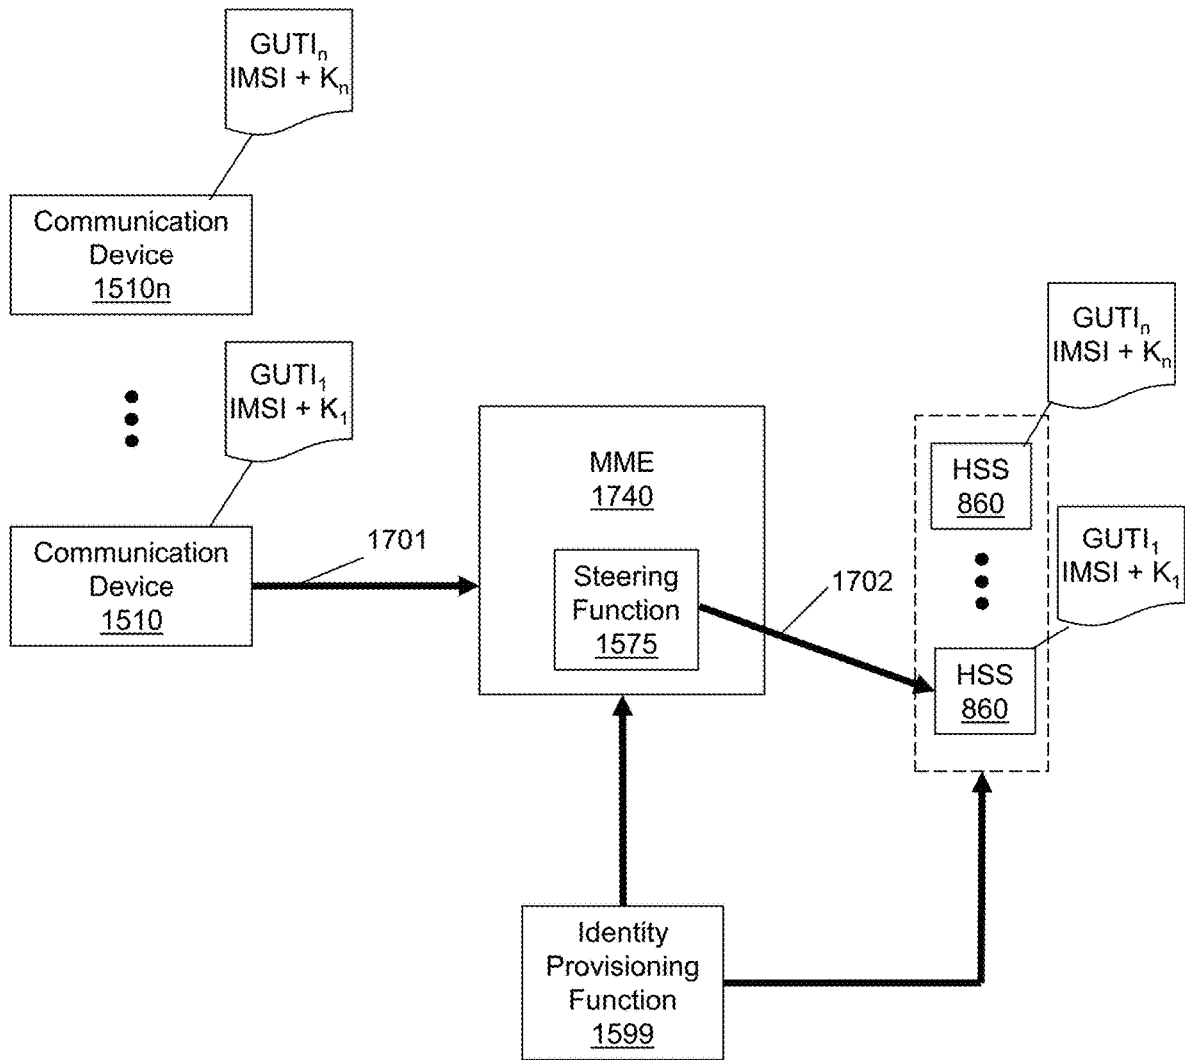 GUTIₙ
IMSI + Kₙ
Communication
Device
1510n
GUTI₁
IMSI + K₁
Communication
Device
1510
1701
MME
1740
Steering
Function
1575
1702
GUTIₙ
IMSI + Kₙ
HSS
860
GUTI₁
IMSI + K₁
HSS
860
Identity
Provisioning
Function
1599